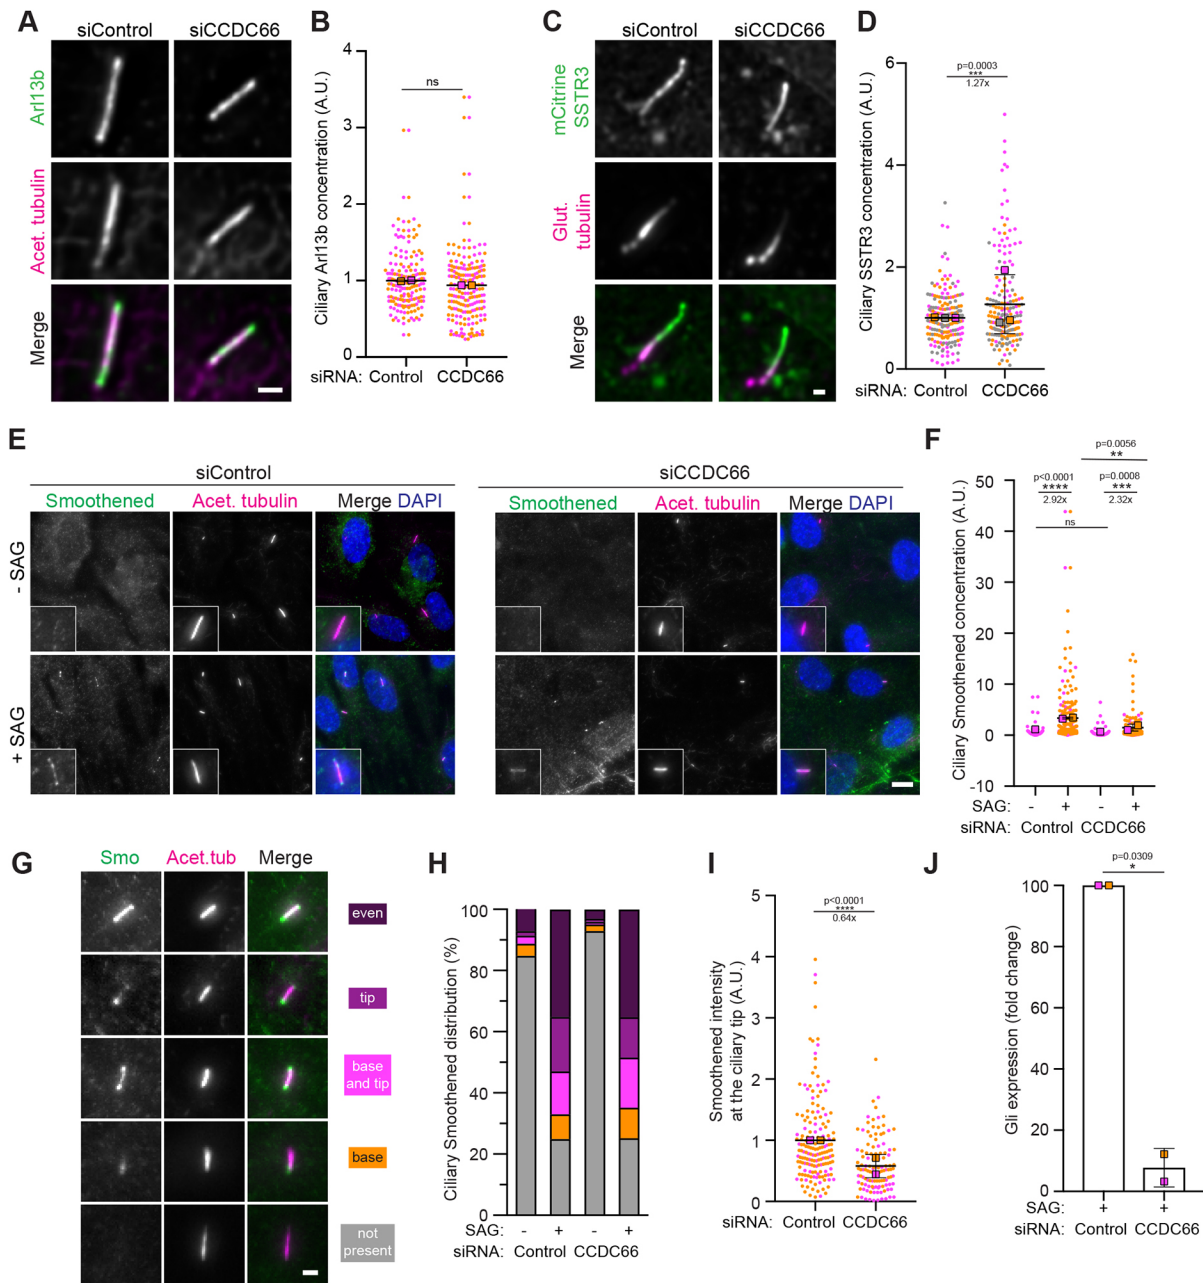 A
siControl
siCCDC66
Arl13b
Acet. tubulin
Merge
B
Ciliary Arl13b concentration (A.U.)
4
3
2
1
0
ns
siRNA: Control CCDC66
C
siControl
siCCDC66
mCitrine
SSTR3
Glut.
tubulin
Merge
D
Ciliary SSTR3 concentration (A.U.)
6
4
2
0
p=0.0003
***
1.27x
siRNA: Control CCDC66
E
siControl
Smoothened
Acet. tubulin
Merge DAPI
siCCDC66
Smoothened
Acet. tubulin
Merge DAPI
- SAG
+ SAG
F
Ciliary Smoothened concentration (A.U.)
50
40
30
20
10
0
-10
p=0.0056
**
p<0.0001
****
2.92x
p=0.0008
***
2.32x
ns
SAG: - + - +
siRNA: Control CCDC66
G
Smo
Acet.tub
Merge
even
tip
base
and tip
base
not
present
H
Ciliary Smoothened distribution (%)
100
80
60
40
20
0
SAG: - + - +
siRNA: Control CCDC66
I
Smoothened intensity
at the ciliary tip (A.U.)
5
4
3
2
1
0
p<0.0001
****
0.64x
siRNA: Control CCDC66
J
Gli expression (fold change)
100
80
60
40
20
0
p=0.0309
*
SAG: + +
siRNA: Control CCDC66